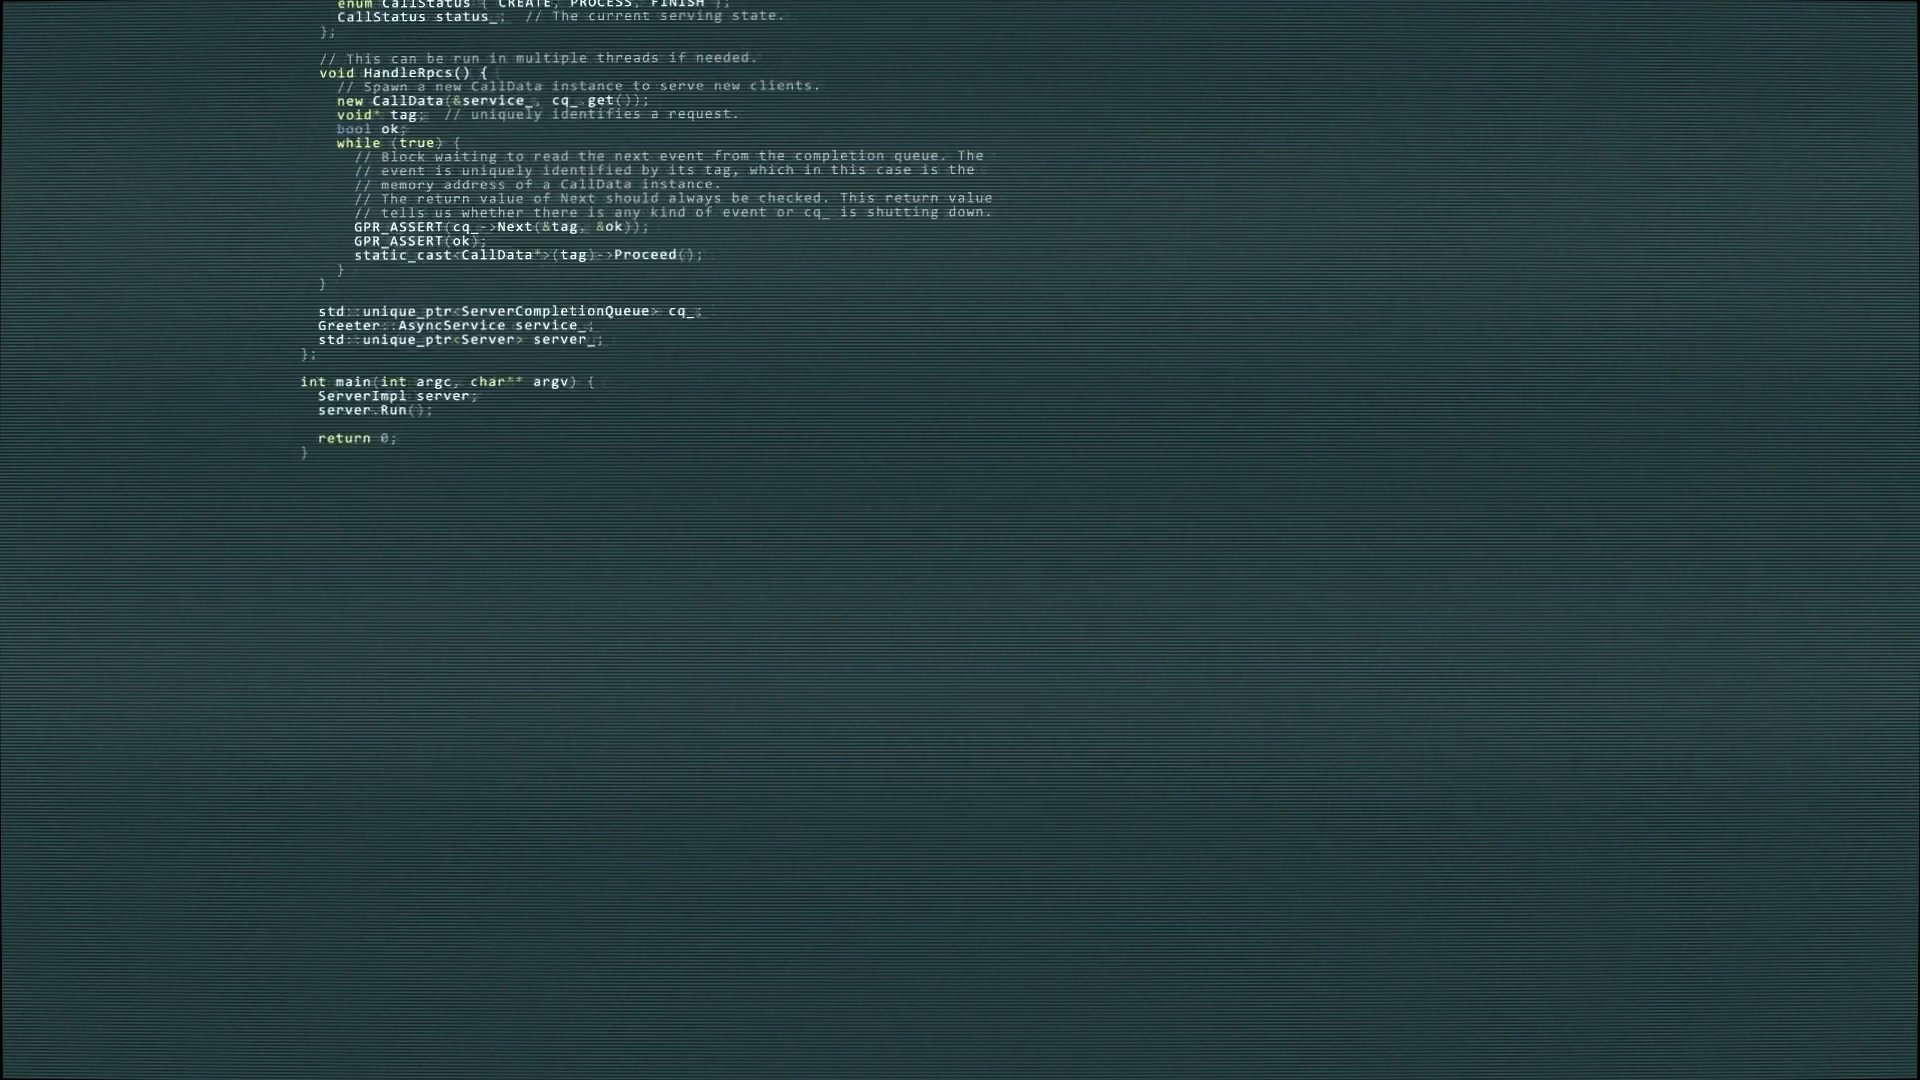 enum CallStatus { CREATE, PROCESS, FINISH };
CallStatus status_;  // The current serving state.
};
// This can be run in multiple threads if needed.
void HandleRpcs() {
// Spawn a new CallData instance to serve new clients.
new CallData(&service_, cq_.get());
void* tag;  // uniquely identifies a request.
bool ok;
while (true) {
// Block waiting to read the next event from the completion queue. The
// event is uniquely identified by its tag, which in this case is the
// memory address of a CallData instance.
// The return value of Next should always be checked. This return value
// tells us whether there is any kind of event or cq_ is shutting down.
GPR_ASSERT(cq_->Next(&tag, &ok));
GPR_ASSERT(ok);
static_cast<CallData*>(tag)->Proceed();
}
}
std::unique_ptr<ServerCompletionQueue> cq_;
Greeter::AsyncService service_;
std::unique_ptr<Server> server_;
};
int main(int argc, char** argv) {
ServerImpl server;
server.Run();
return 0;
}